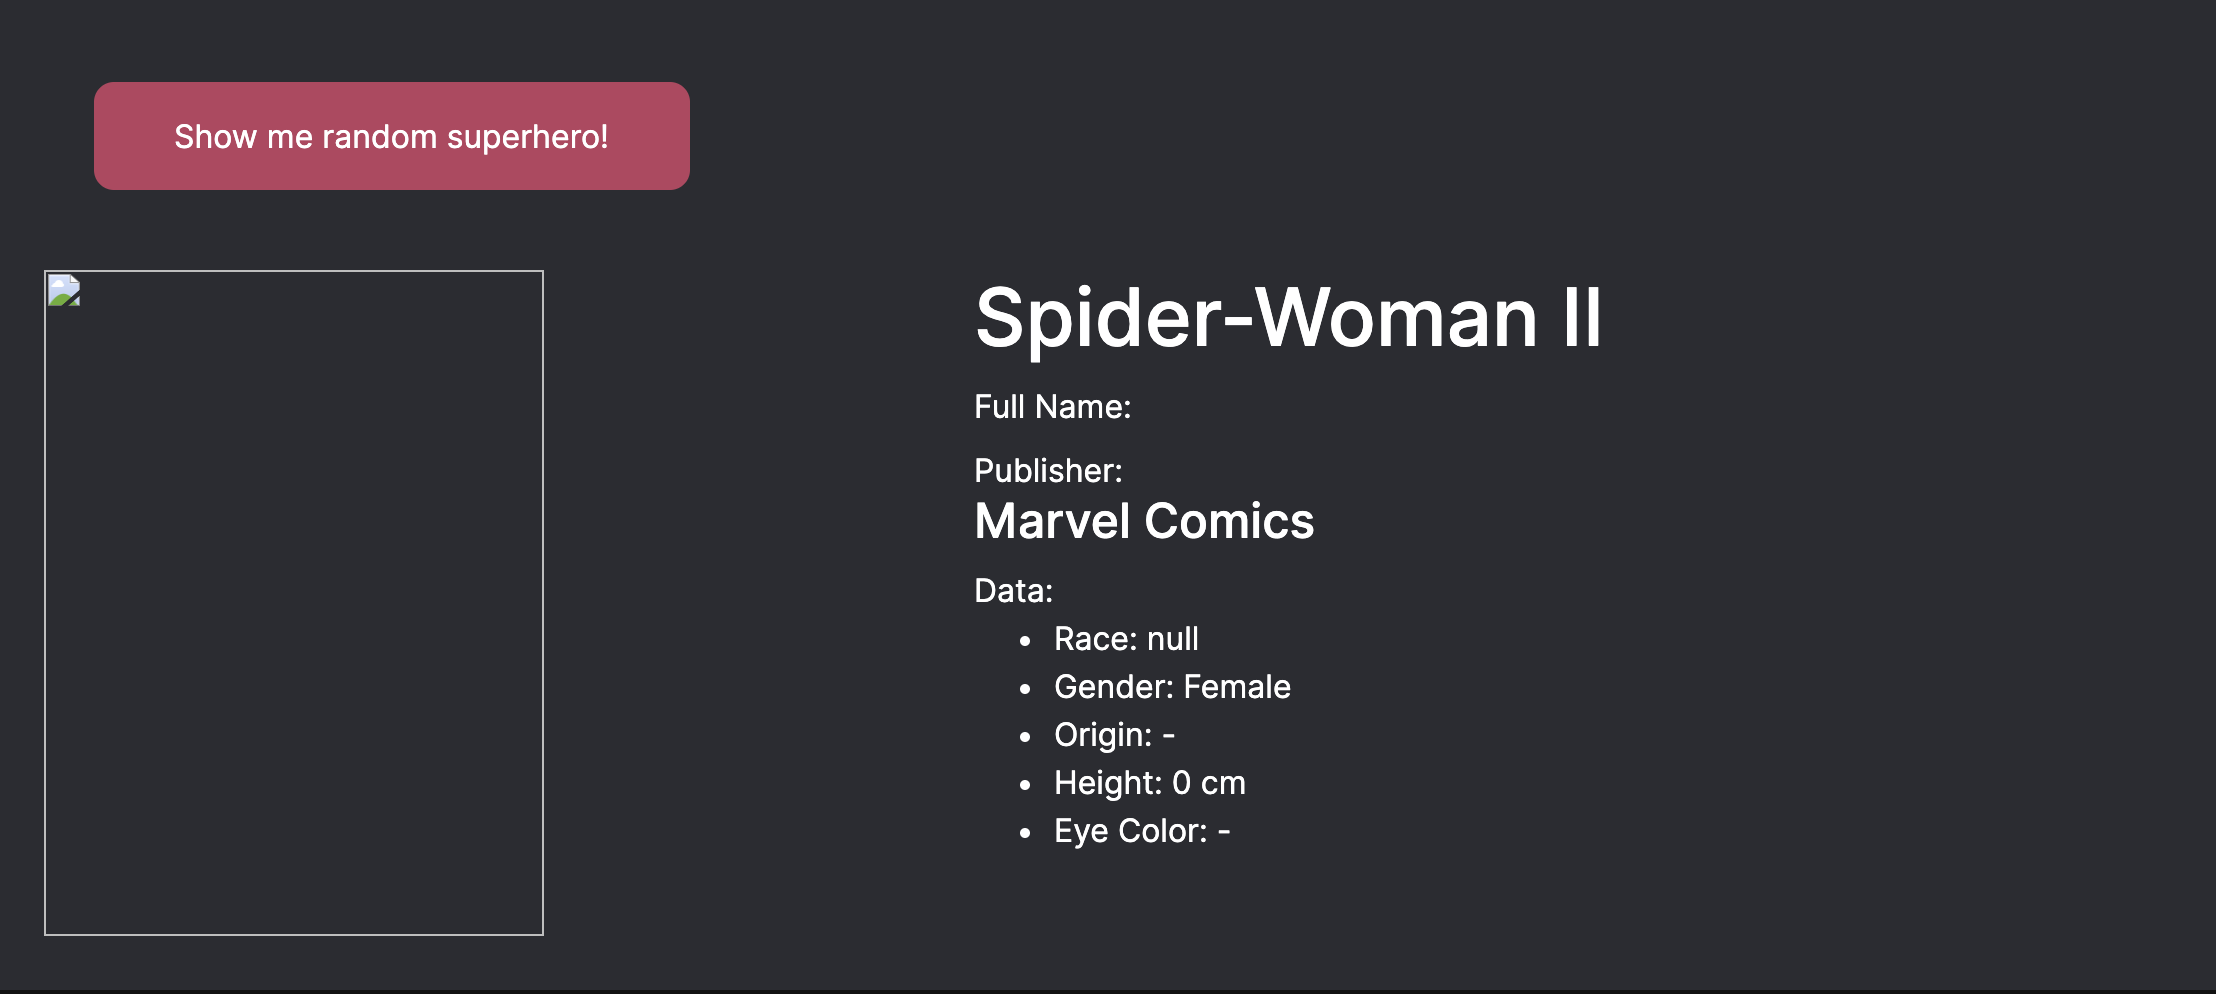 Show me random superhero!
Spider-Woman II
Full Name:
Publisher:
Marvel Comics
Data:
• Race: null
• Gender: Female
• Origin: -
• Height: 0 cm
• Eye Color: -